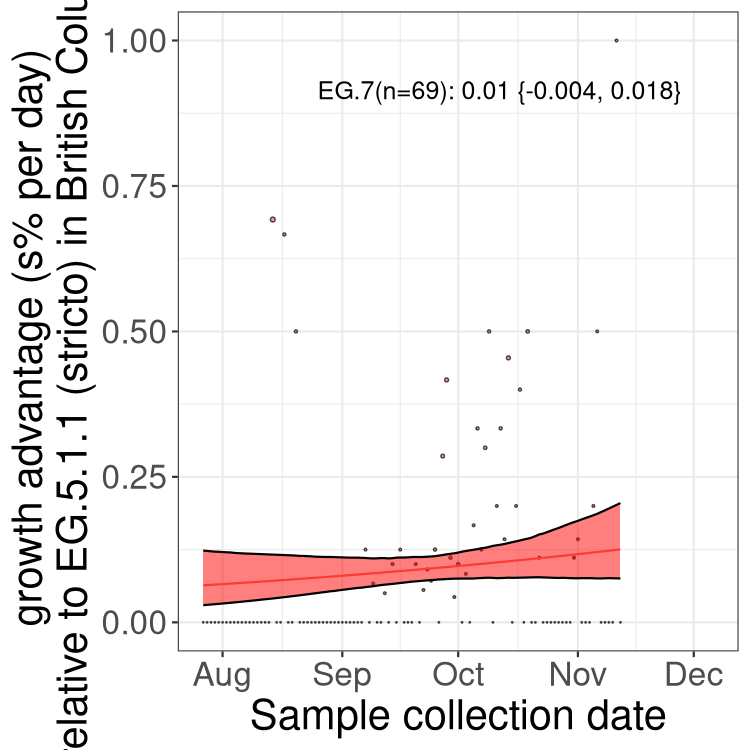 growth advantage (s% per day)
relative to EG.5.1.1 (stricto) in British Colu
1.00
0.75
0.50
0.25
0.00
EG.7(n=69): 0.01 {-0.004, 0.018}
Aug Sep Oct Nov Dec
Sample collection date